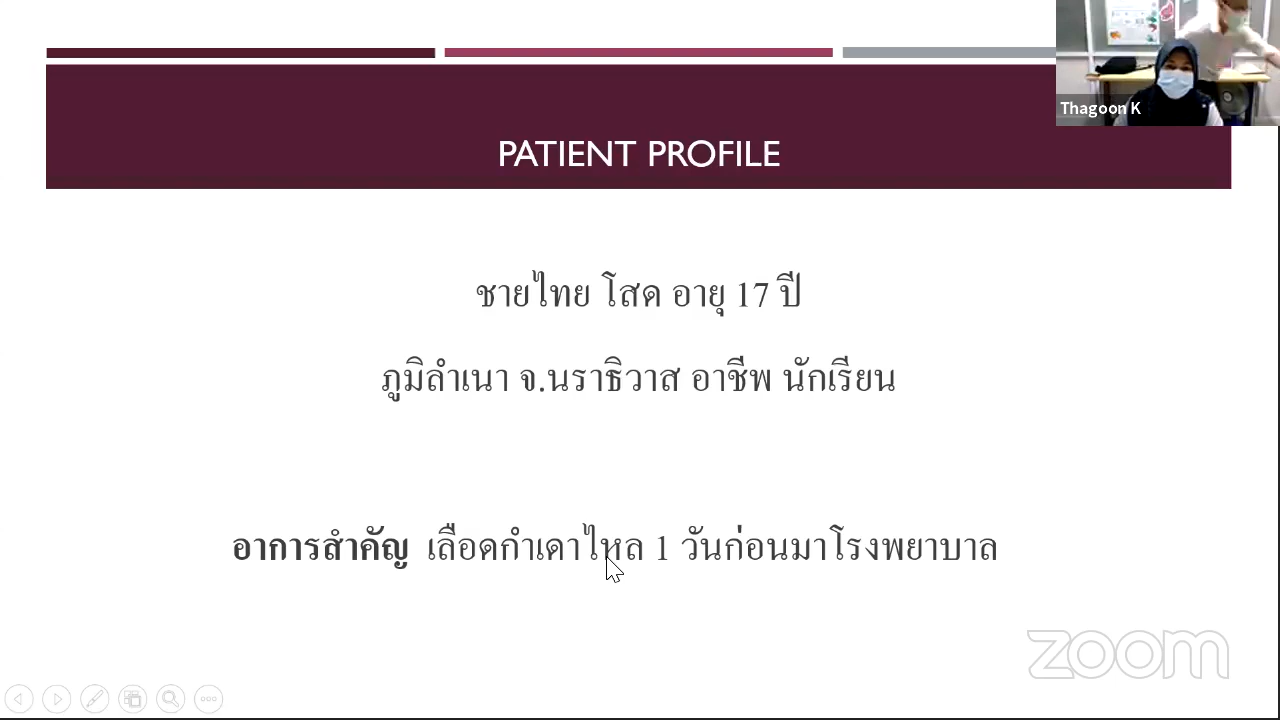 Thagoon K
PATIENT PROFILE
ชายไทย โสด อายุ 17 ปี
ภูมิลำเนา จ.นราธิวาส อาชีพ นักเรียน
อาการสำคัญ เลือดกำเดาไหล 1 วันก่อนมาโรงพยาบาล
zoom